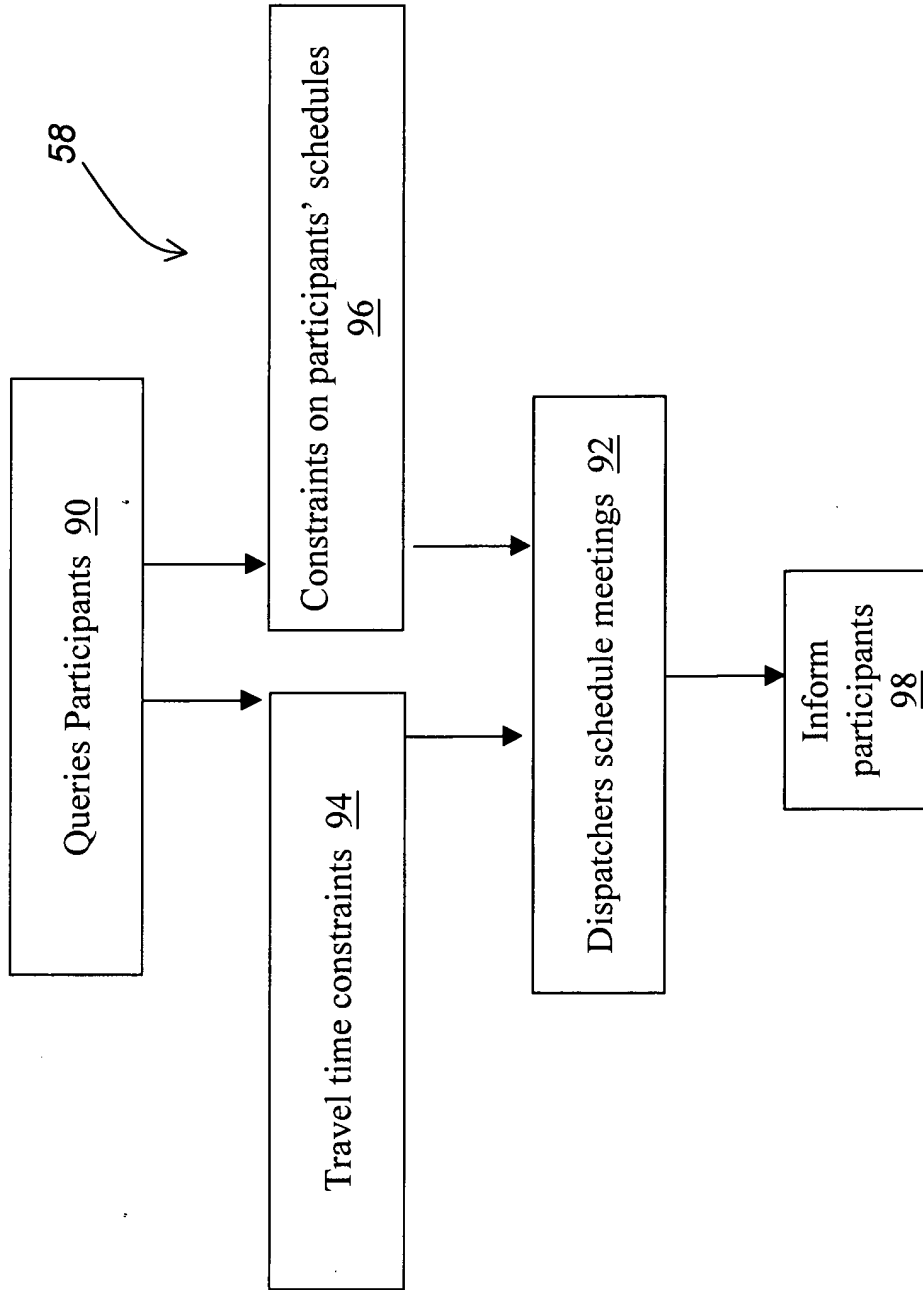 58
Queries Participants 90
Travel time constraints 94
Constraints on participants' schedules
96
Dispatchers schedule meetings 92
Inform
participants
98